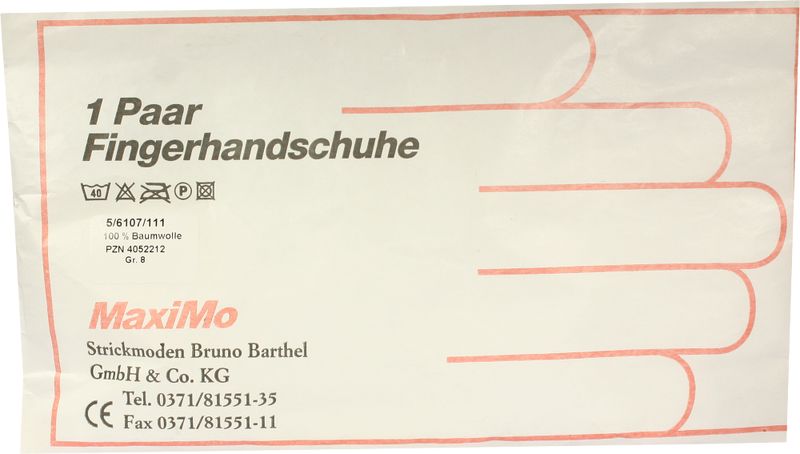 1 Paar
Fingerhandschuhe
40 P
5/6107/111
100 % Baumwolle
PZN 4052212
Gr. 8
MaxiMo
Strickmoden Bruno Barthel
GmbH & Co. KG
Tel. 0371/81551-35
CE Fax 0371/81551-11